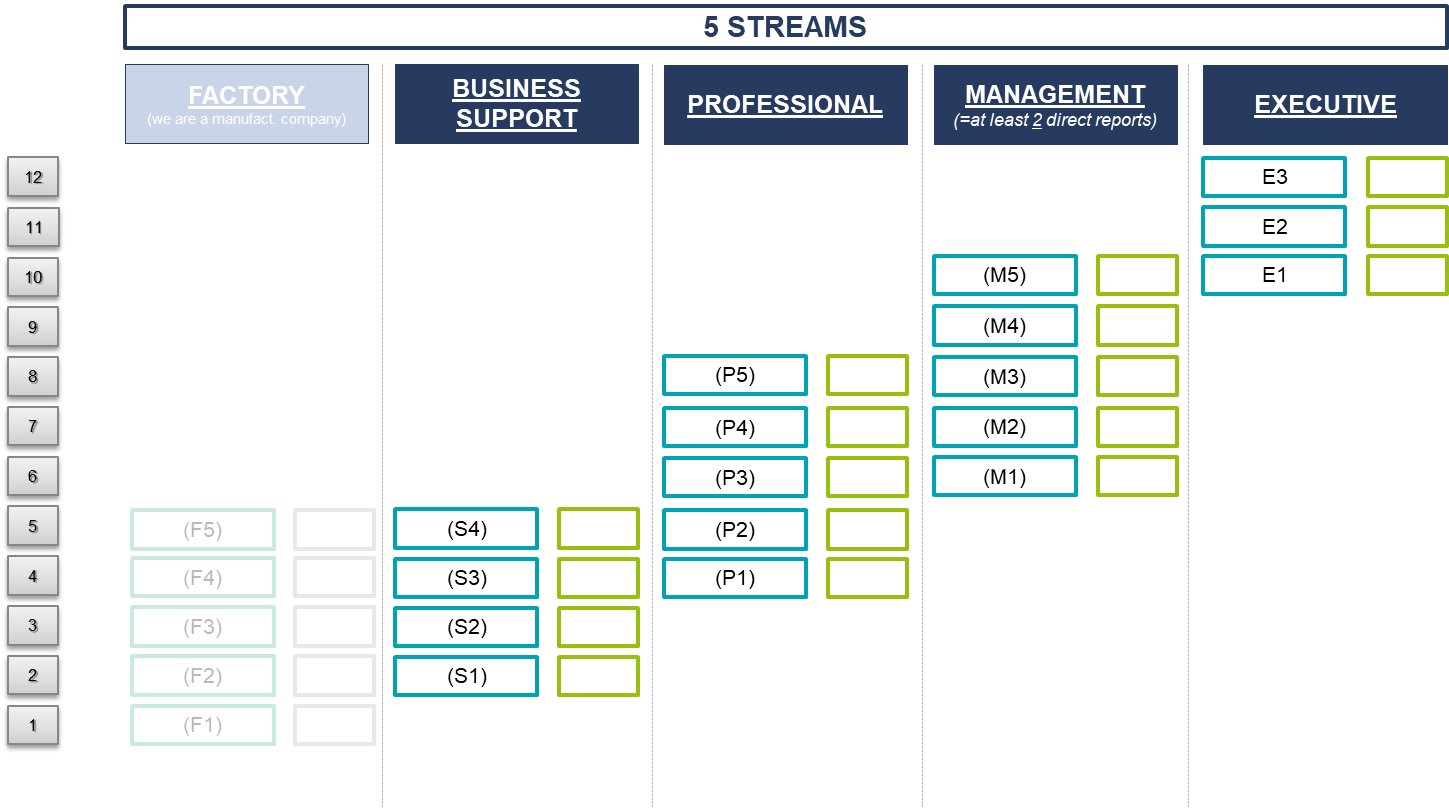 5 STREAMS
FACTORY
(we are a manufact. company)
BUSINESS
SUPPORT
PROFESSIONAL
MANAGEMENT
(=at least 2 direct reports)
EXECUTIVE
12 E3
11 E2
10 (M5) E1
9 (M4)
8 (P5) (M3)
7 (P4) (M2)
6 (P3) (M1)
5 (F5) (S4) (P2)
4 (F4) (S3) (P1)
3 (F3) (S2)
2 (F2) (S1)
1 (F1)